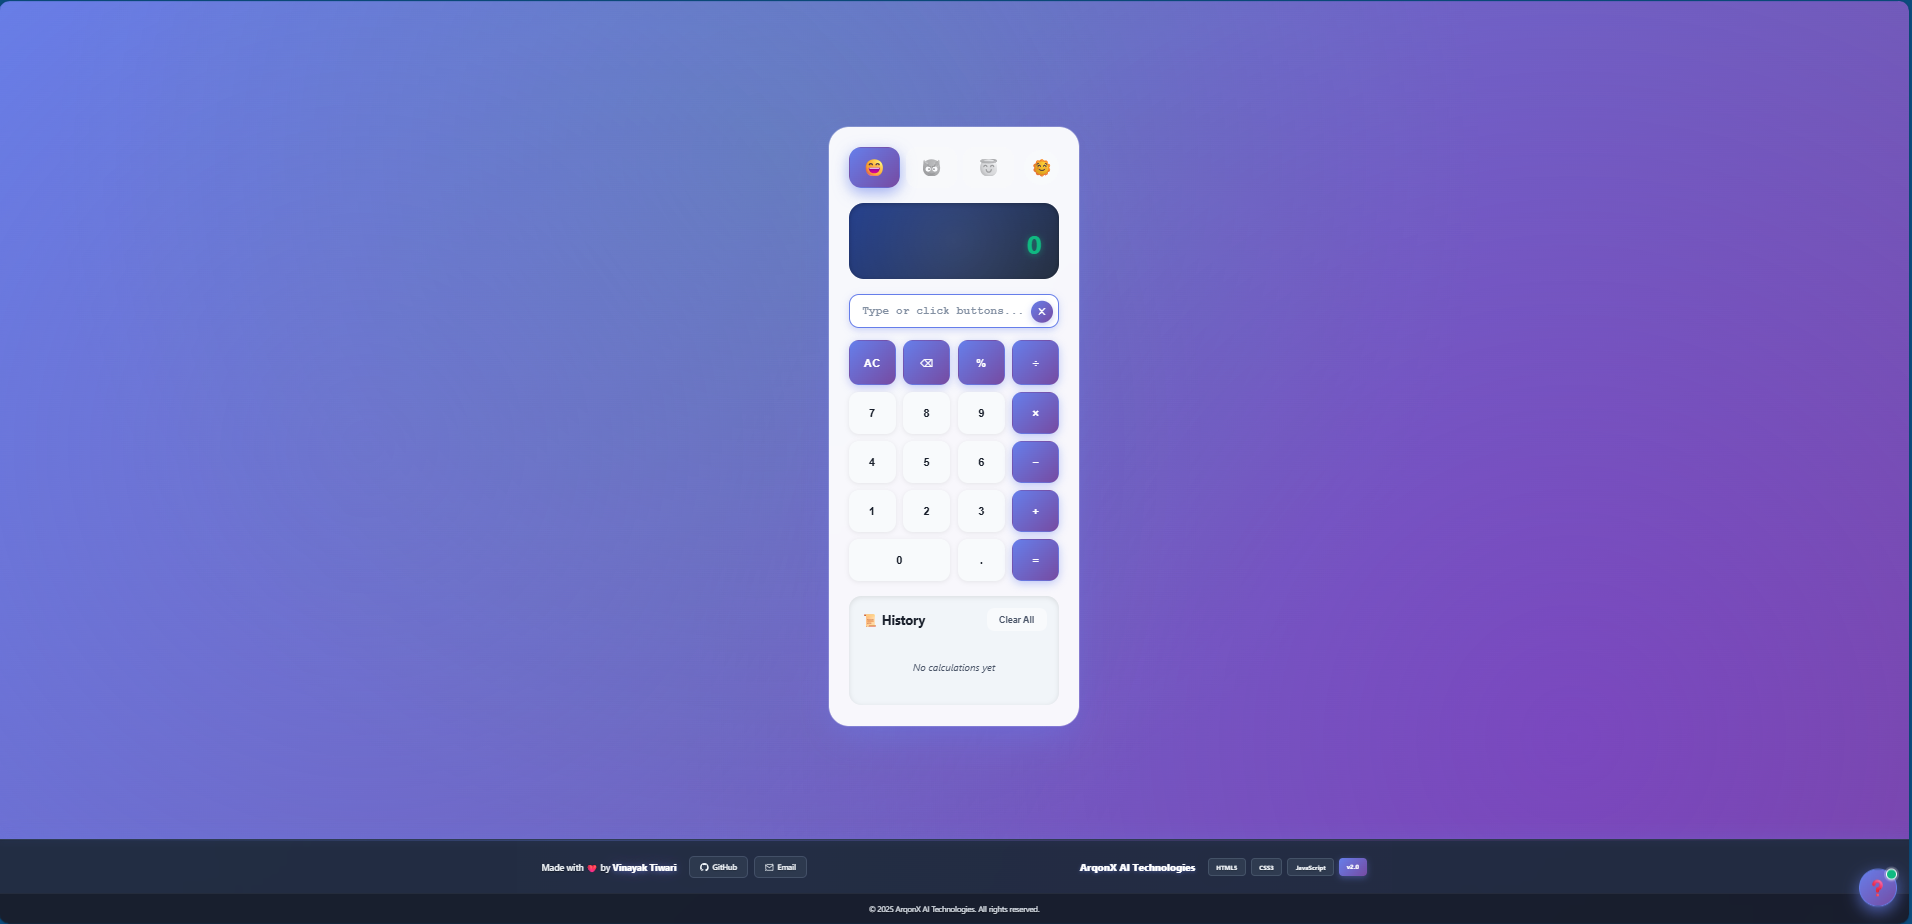 0
Type or click buttons...
AC ⌫ % ÷
7 8 9 ×
4 5 6 −
1 2 3 +
0 . =
📜 History Clear All
No calculations yet
Made with ❤ by Vinayak Tiwari GitHub Email ArqonX AI Technologies HTML5 CSS3 JavaScript v2.0
❓
© 2025 ArqonX AI Technologies. All rights reserved.